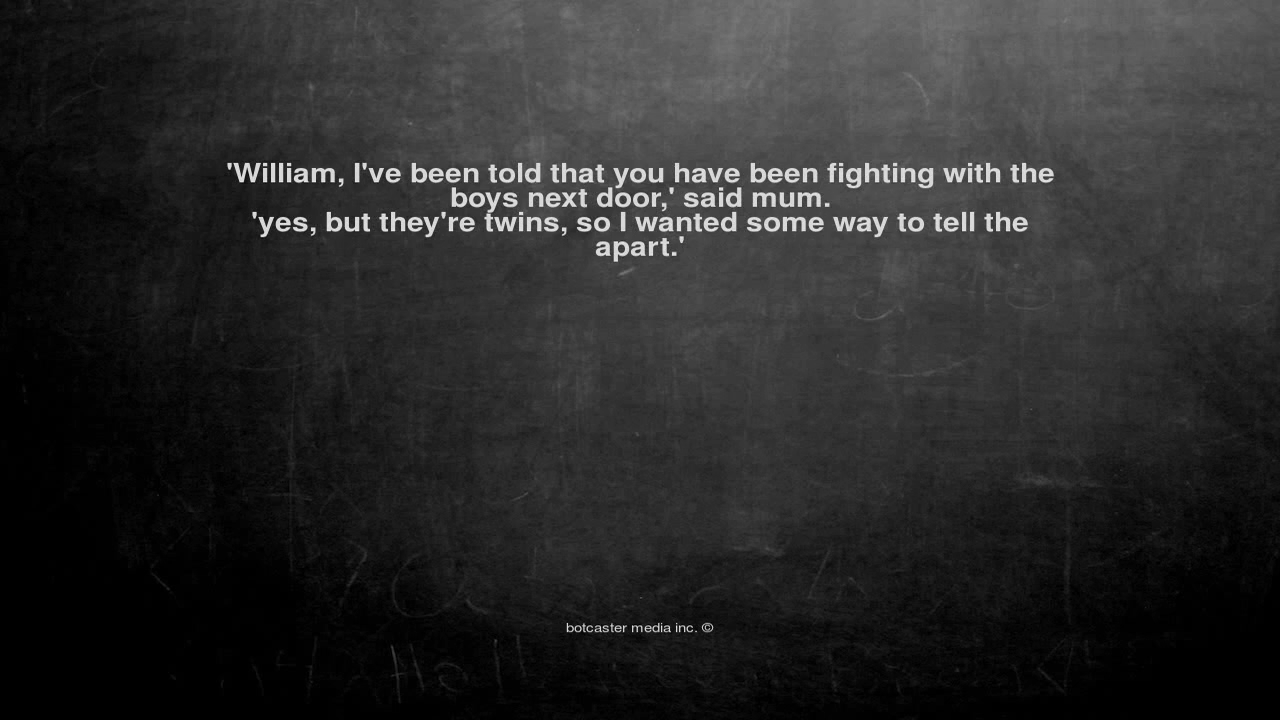 'William, I've been told that you have been fighting with the
boys next door,' said mum.
'yes, but they're twins, so I wanted some way to tell the
apart.'
botcaster media inc. ©